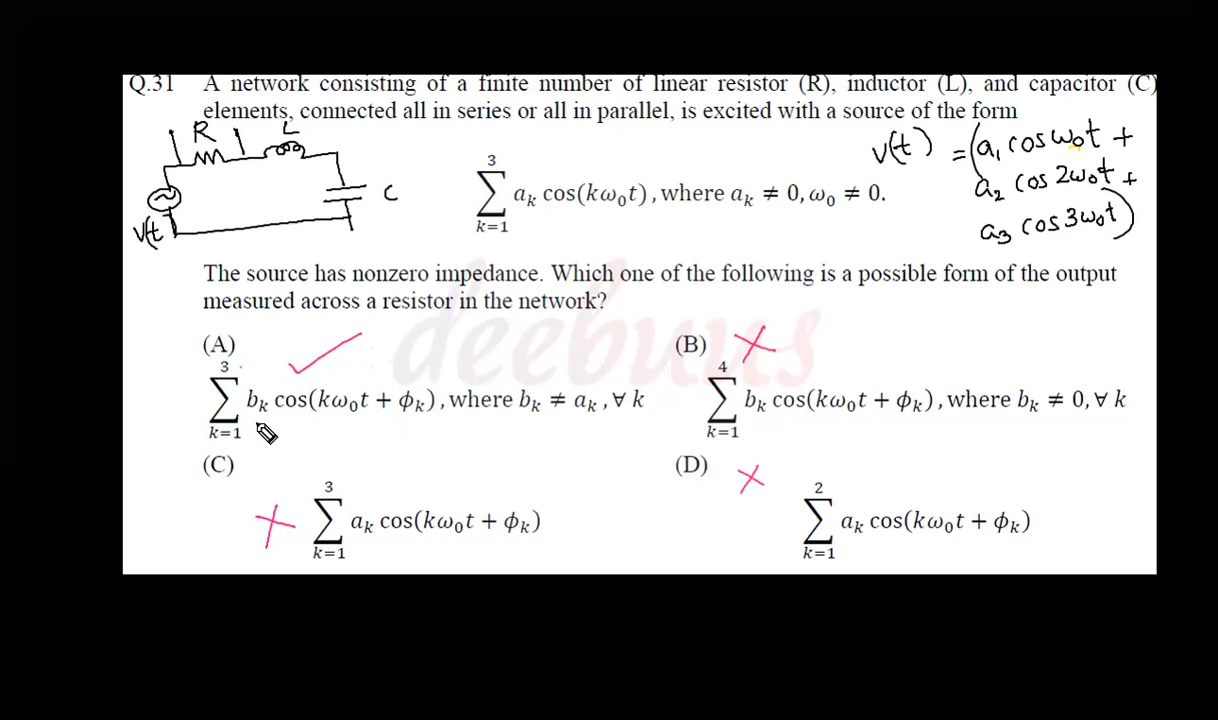 Q.31 A network consisting of a finite number of linear resistor (R), inductor (L), and capacitor (C)
elements, connected all in series or all in parallel, is excited with a source of the form
R
L
C
v(t)
v(t) = (a₁ cos ω₀t +
a₂ cos 2ω₀t +
a₃ cos 3ω₀t)
3
∑ aₖ cos(kω₀t), where aₖ ≠ 0, ω₀ ≠ 0.
k=1
The source has nonzero impedance. Which one of the following is a possible form of the output
measured across a resistor in the network?
deebuus
(A)
3
∑ bₖ cos(kω₀t + ϕₖ), where bₖ ≠ aₖ, ∀ k
k=1
(B)
4
∑ bₖ cos(kω₀t + ϕₖ), where bₖ ≠ 0, ∀ k
k=1
(C)
3
∑ aₖ cos(kω₀t + ϕₖ)
k=1
(D)
2
∑ aₖ cos(kω₀t + ϕₖ)
k=1